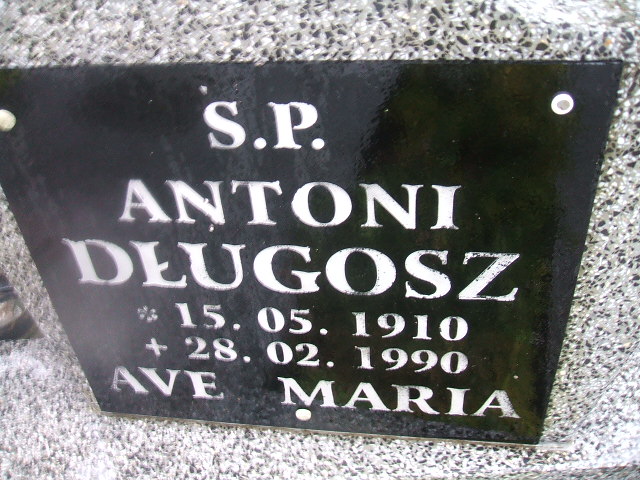 S.P.
ANTONI
DŁUGOSZ
* 15. 05. 1910
+ 28. 02. 1990
AVE MARIA